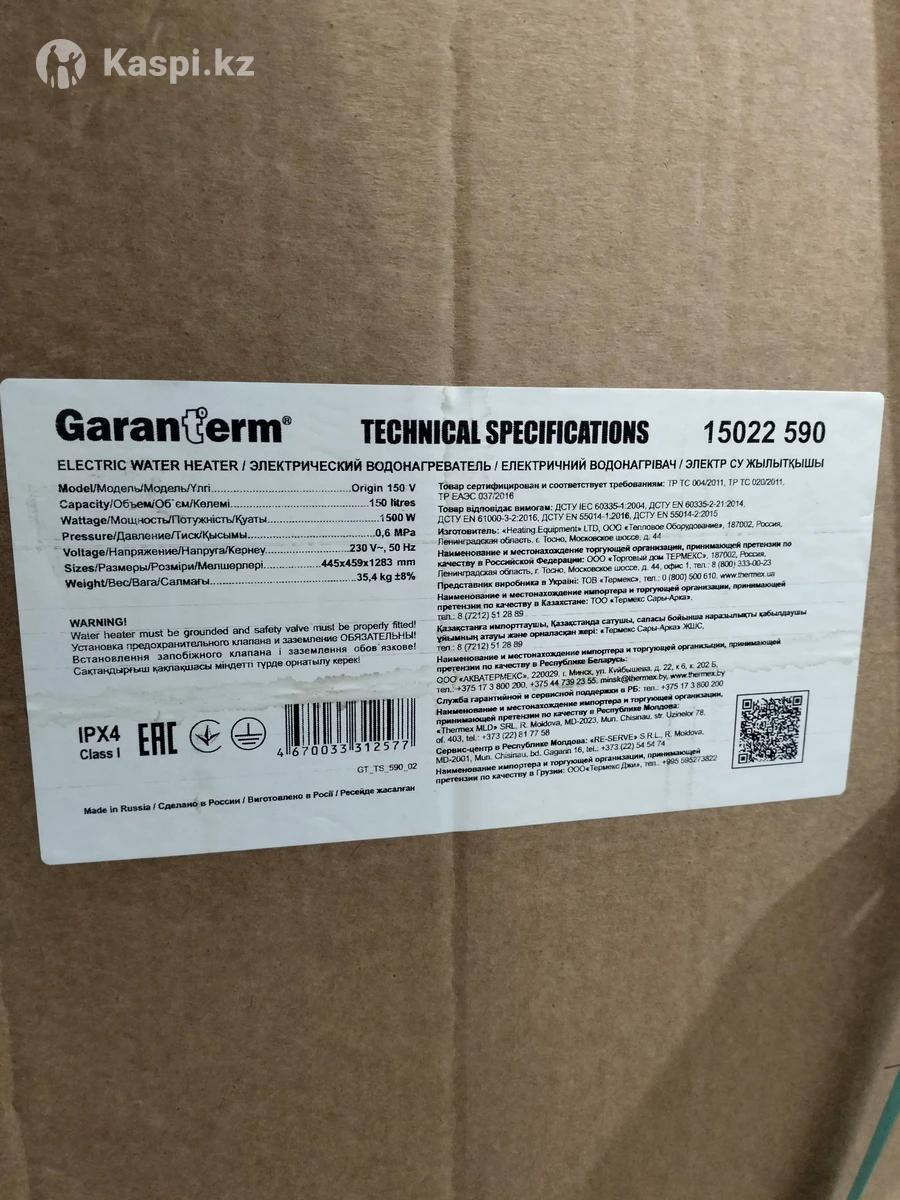 Kaspi.kz
Garanterm®
TECHNICAL SPECIFICATIONS
15022 590
ELECTRIC WATER HEATER / ЭЛЕКТРИЧЕСКИЙ ВОДОНАГРЕВАТЕЛЬ / ЕЛЕКТРИЧНИЙ ВОДОНАГРІВАЧ / ЭЛЕКТР СУ ЖЫЛЫТҚЫШЫ
Model/Модель/Модель/Үлгі Origin 150 V
Capacity/Объем/Об`єм/Көлемі 150 litres
Wattage/Мощность/Потужність/Қуаты 1500 W
Pressure/Давление/Тиск/Қысымы 0,6 MPa
Voltage/Напряжение/Напруга/Кернеу 230 V~, 50 Hz
Sizes/Размеры/Розміри/Мөлшерлері 445x459x1283 mm
Weight/Вес/Вага/Салмағы 35,4 kg ±8%
WARNING!
Water heater must be grounded and safety valve must be properly fitted!
Установка предохранительного клапана и заземление ОБЯЗАТЕЛЬНЫ!
Встановлення запобіжного клапана і заземлення обов`язкове!
Сақтандырғыш қақпақшасы міндетті түрде орнатылу керек!
IPX4
Class I
EAC
4 670033 312577
GT_TS_590_02
Made in Russia / Сделано в России / Виготовлено в Росії / Ресейде жасалған
Товар сертифицирован и соответствует требованиям: ТР ТС 004/2011, ТР ТС 020/2011,
ТР ЕАЭС 037/2016
Товар відповідає вимогам: ДСТУ IEC 60335-1:2004, ДСТУ EN 60335-2-21:2014,
ДСТУ EN 61000-3-2:2016, ДСТУ EN 55014-1:2016, ДСТУ EN 55014-2:2015
Изготовитель: «Heating Equipment» LTD, ООО «Тепловое Оборудование», 187002, Россия,
Ленинградская область, г. Тосно, Московское шоссе, д. 44
Наименование и местонахождение торговой организации, принимающей претензии по
качеству в Российской Федерации: ООО «Торговый дом ТЕРМЕКС», 187002, Россия,
Ленинградская область, г. Тосно, Московское шоссе, д. 44, офис 1, тел.: 8 (800) 333-00-23
Представник виробника в Україні: ТОВ «Термекс», тел.: 0 (800) 500 610, www.thermex.ua
Наименование и местонахождение импортера и торгующей организации, принимающей
претензии по качеству в Казахстане: ТОО «Термекс Сары-Арка».
тел.: 8 (7212) 51 28 89
Қазақстанға импорттаушы, Қазақстанда сатушы, сапасы бойынша наразылықты қабылдаушы
ұйымның атауы және орналасқан жері: «Термекс Сары-Арка» ЖШС,
тел.: 8 (7212) 51 28 89
Наименование и местонахождение импортера и торгующей организации, принимающей
претензии по качеству в Республике Беларусь:
ООО «АКВАТЕРМЕКС», 220029, г. Минск, ул. Куйбышева, д. 22, к 6, к. 202 Б,
тел.: +375 17 3 800 200, +375 44 739 23 55, minsk@thermex.by, www.thermex.by
Служба гарантийной и сервисной поддержки в РБ: тел.: +375 17 3 800 200
Наименование и местонахождение импортера и торгующей организации,
принимающей претензии по качеству в Республике Молдова:
«Thermex MLD» SRL, R. Moldova, MD-2023, Mun. Chisinau, str. Uzinelor 78,
of. 403, tel.: +373 (22) 81 77 58
Сервис-центр в Республике Молдова: «RE-SERVE» S.R.L., R. Moldova,
MD-2001, Mun. Chisinau, bd. Gagarin 16, tel.: +373 (22) 54 54 74
Наименование и местонахождение импортера и торгующей организации, принимающей
претензии по качеству в Грузии: ООО«Термекс Джи», тел.: +995 595273822